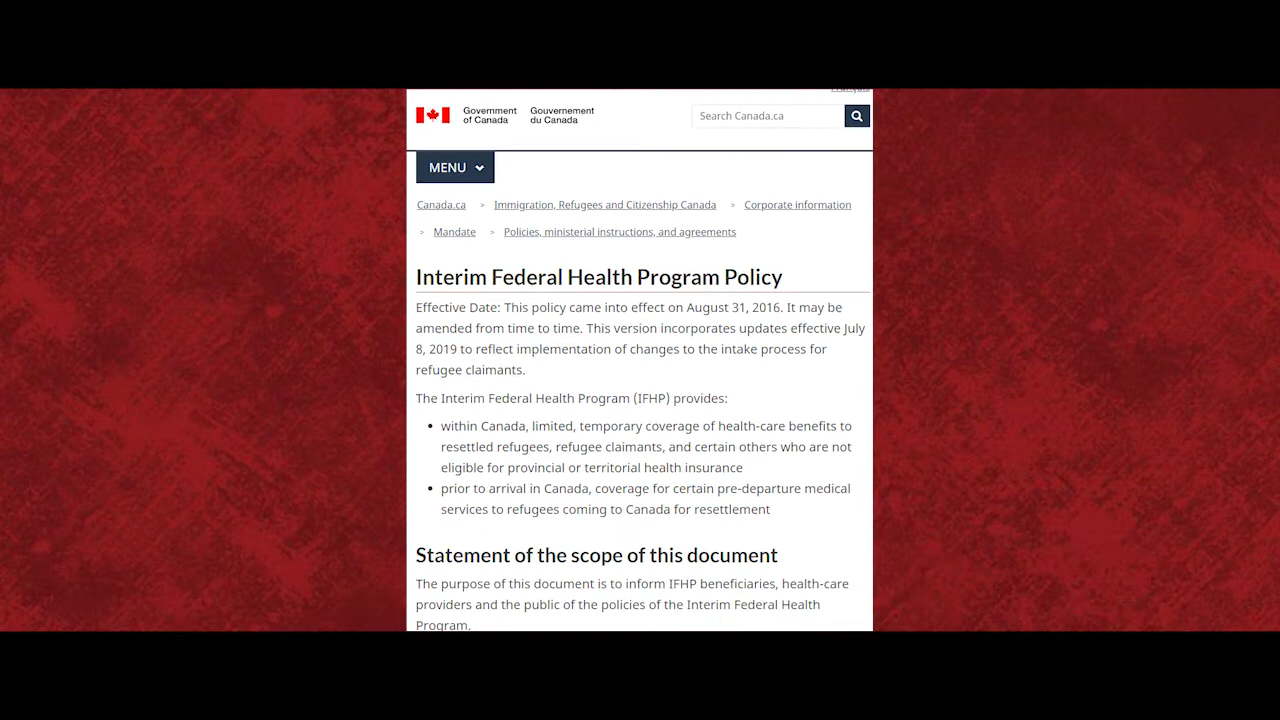 Français
Government
of Canada
Gouvernement
du Canada
Search Canada.ca
MENU
Canada.ca > Immigration, Refugees and Citizenship Canada > Corporate information
> Mandate > Policies, ministerial instructions, and agreements
Interim Federal Health Program Policy
Effective Date: This policy came into effect on August 31, 2016. It may be
amended from time to time. This version incorporates updates effective July
8, 2019 to reflect implementation of changes to the intake process for
refugee claimants.
The Interim Federal Health Program (IFHP) provides:
• within Canada, limited, temporary coverage of health-care benefits to
resettled refugees, refugee claimants, and certain others who are not
eligible for provincial or territorial health insurance
• prior to arrival in Canada, coverage for certain pre-departure medical
services to refugees coming to Canada for resettlement
Statement of the scope of this document
The purpose of this document is to inform IFHP beneficiaries, health-care
providers and the public of the policies of the Interim Federal Health
Program.